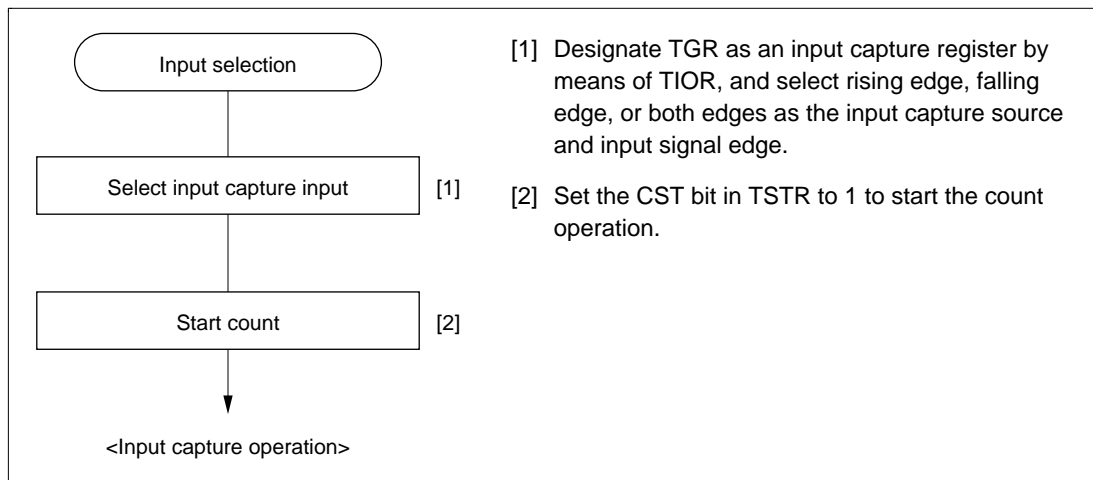 Input selection
Select input capture input
[1]
Start count
[2]
<Input capture operation>
[1] Designate TGR as an input capture register by
means of TIOR, and select rising edge, falling
edge, or both edges as the input capture source
and input signal edge.
[2] Set the CST bit in TSTR to 1 to start the count
operation.